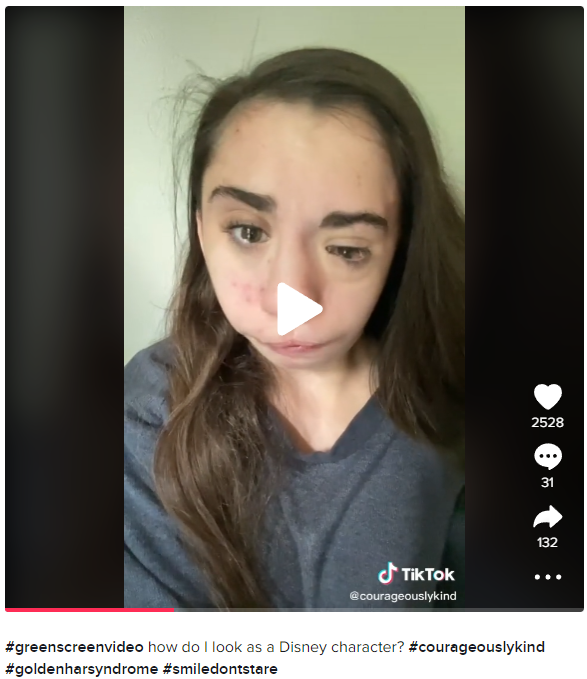 2528
31
132
TikTok
@courageouslykind
#greenscreenvideo how do I look as a Disney character? #courageouslykind
#goldenharsyndrome #smiledontstare